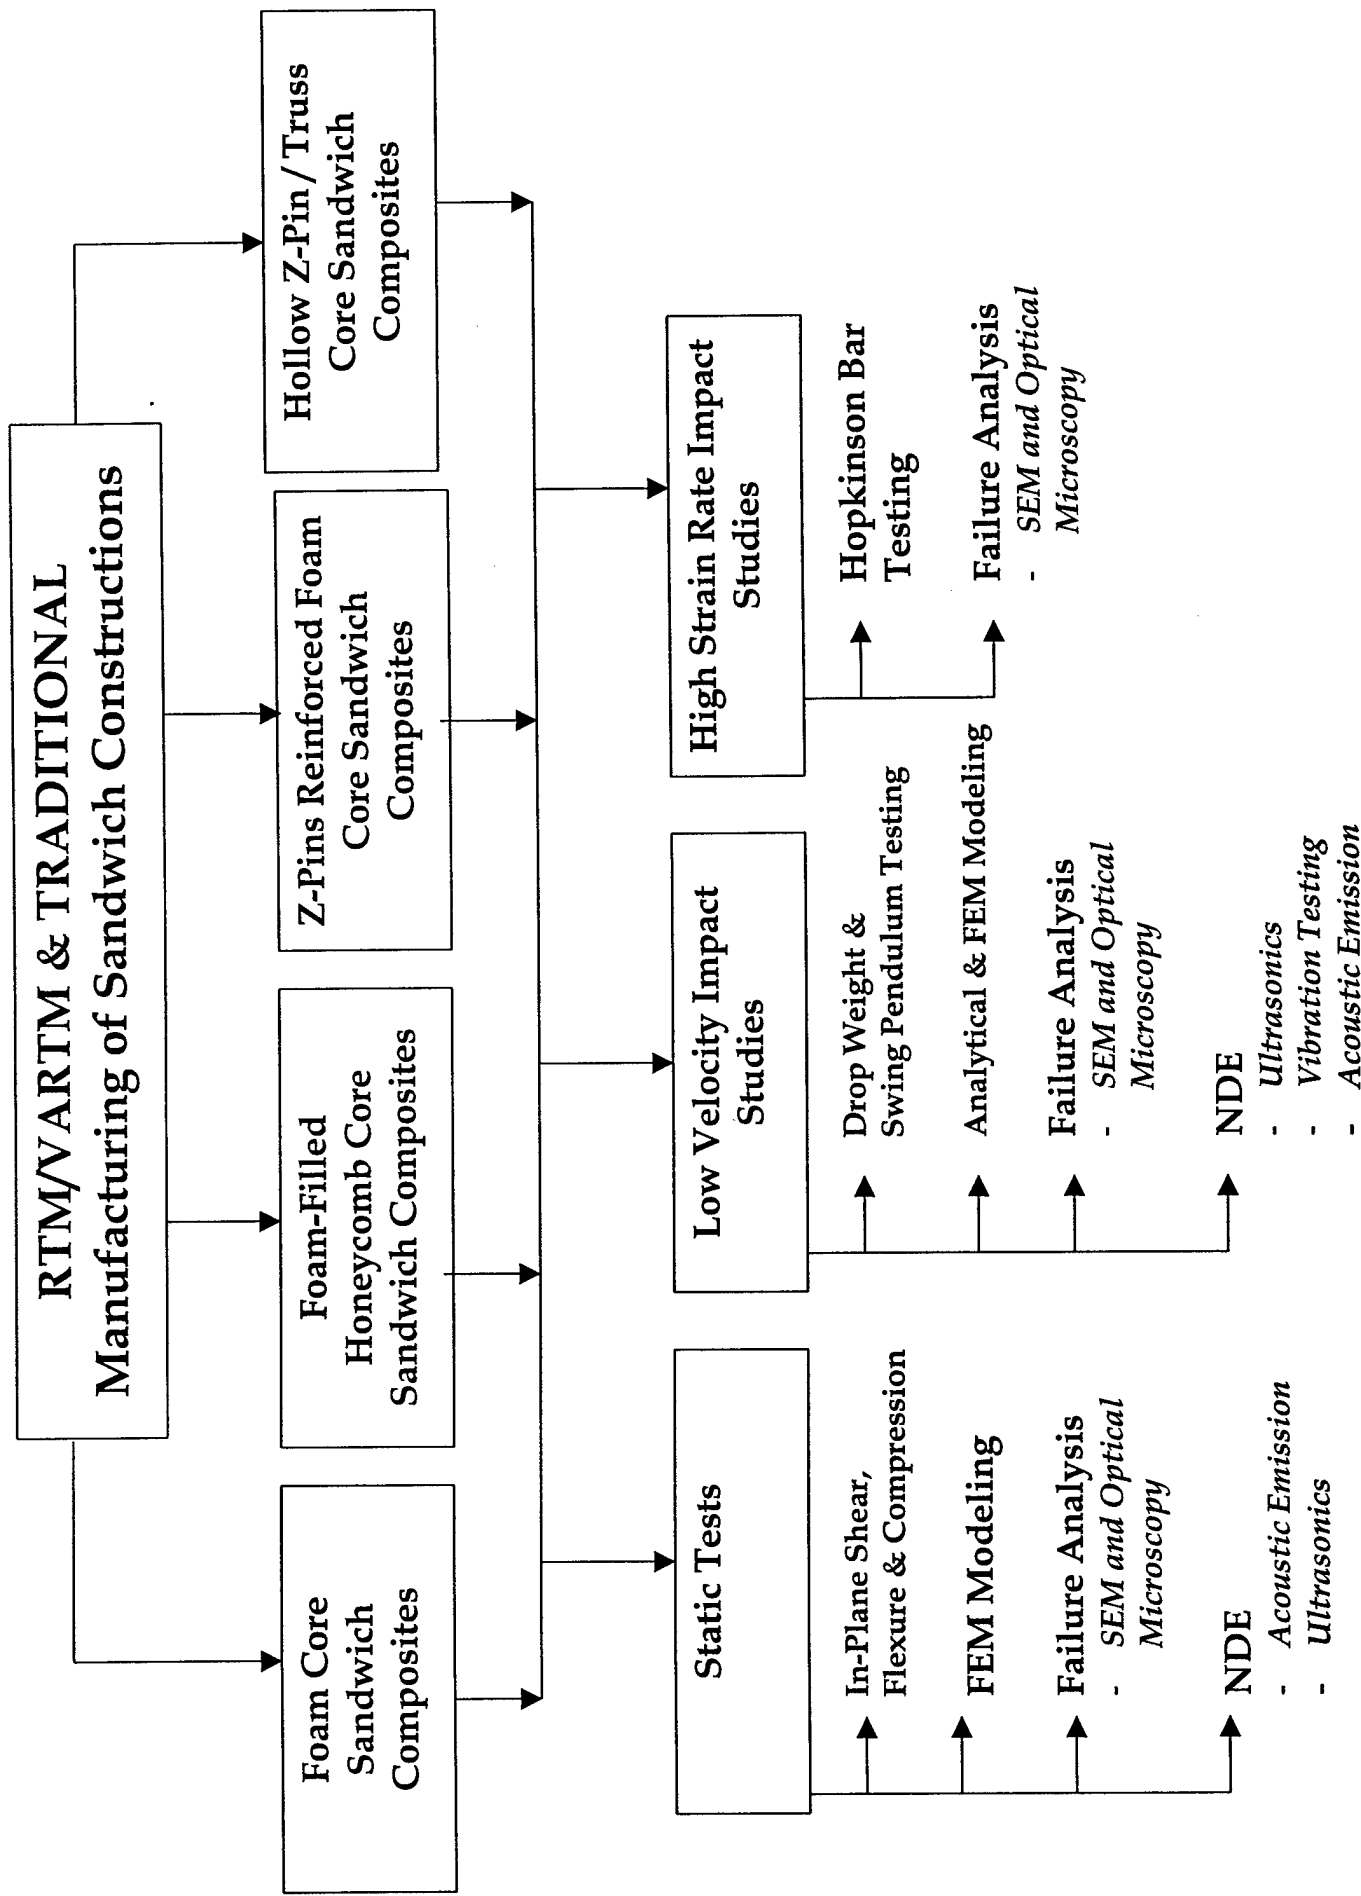 RTM/VARTM & TRADITIONAL
Manufacturing of Sandwich Constructions
Foam Core
Sandwich
Composites
Foam-Filled
Honeycomb Core
Sandwich Composites
Z-Pins Reinforced Foam
Core Sandwich
Composites
Hollow Z-Pin / Truss
Core Sandwich
Composites
Static Tests
In-Plane Shear,
Flexure & Compression
FEM Modeling
Failure Analysis
- SEM and Optical
Microscopy
NDE
- Acoustic Emission
- Ultrasonics
Low Velocity Impact
Studies
Drop Weight &
Swing Pendulum Testing
Analytical & FEM Modeling
Failure Analysis
- SEM and Optical
Microscopy
NDE
- Ultrasonics
- Vibration Testing
- Acoustic Emission
High Strain Rate Impact
Studies
Hopkinson Bar
Testing
Failure Analysis
- SEM and Optical
Microscopy